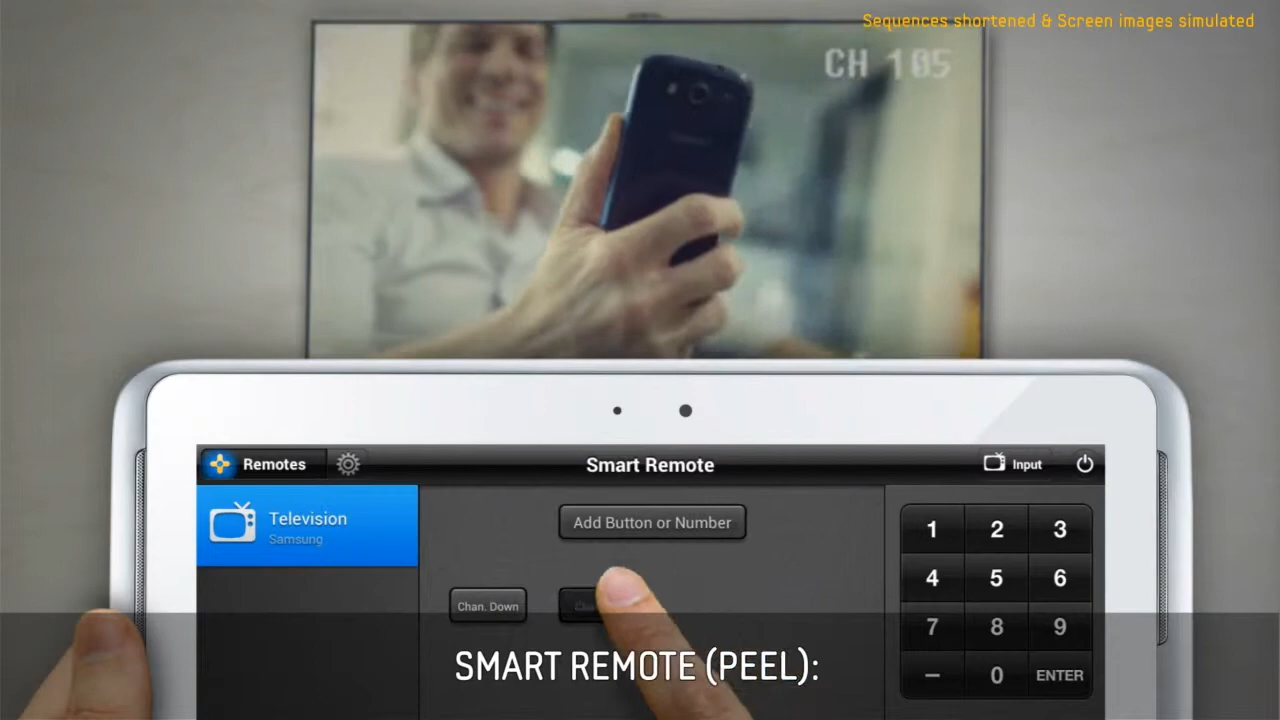 Sequences shortened & Screen images simulated
CH 105
Remotes
Smart Remote
Input
Television
Samsung
Add Button or Number
Chan. Down
1 2 3
4 5 6
7 8 9
– 0 ENTER
SMART REMOTE (PEEL):